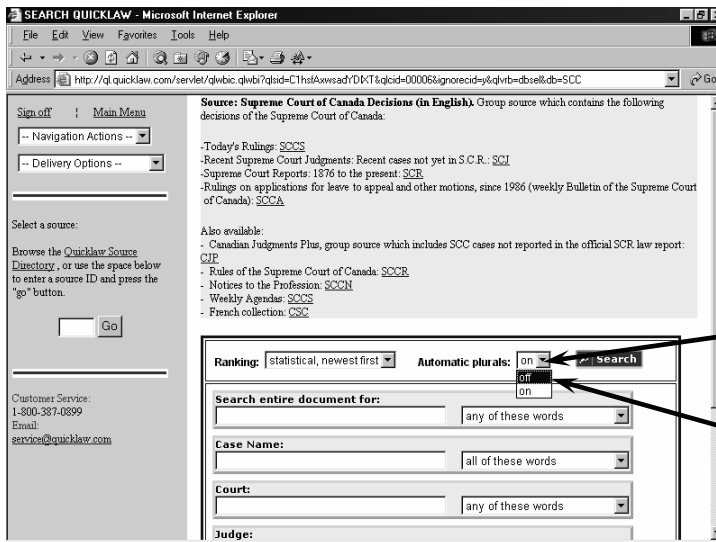 SEARCH QUICKLAW - Microsoft Internet Explorer
File Edit View Favorites Tools Help
Address http://ql.quicklaw.com/servlet/qlwbic.qlwbi?qlsid=C1hstAxwsadYDIXT&qlcid=00006&ignorecid=y&qlvrb=dbsel&db=SCC Go
Sign off ¦ Main Menu
-- Navigation Actions --
-- Delivery Options --
Select a source:
Browse the Quicklaw Source
Directory , or use the space below
to enter a source ID and press the
"go" button.
Go
Customer Service:
1-800-387-0899
Email:
service@quicklaw.com
Source: Supreme Court of Canada Decisions (in English). Group source which contains the following
decisions of the Supreme Court of Canada:
-Today's Rulings: SCCS
-Recent Supreme Court Judgments: Recent cases not yet in S.C.R.: SCJ
-Supreme Court Reports: 1876 to the present: SCR
-Rulings on applications for leave to appeal and other motions, since 1986 (weekly Bulletin of the Supreme Court
of Canada): SCCA
Also available:
- Canadian Judgments Plus, group source which includes SCC cases not reported in the official SCR law report:
CJP
- Rules of the Supreme Court of Canada: SCCR
- Notices to the Profession: SCCN
- Weekly Agendas: SCCS
- French collection: CSC
Ranking: statistical, newest first Automatic plurals: on Search
off
on
Search entire document for:
any of these words
Case Name:
all of these words
Court:
any of these words
Judge: